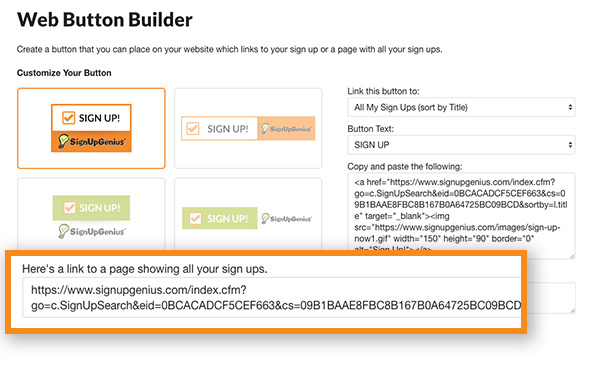 Web Button Builder
Create a button that you can place on your website which links to your sign up or a page with all your sign ups.
Customize Your Button
SIGN UP!
SignUpGenius
SIGN UP!
SignUpGenius
SIGN UP!
SignUpGenius
SIGN UP!
SignUpGenius
Link this button to:
All My Sign Ups (sort by Title)
Button Text:
SIGN UP
Copy and paste the following:
<a href="https://www.signupgenius.com/index.cfm?
go=c.SignUpSearch&eid=0BCACADCF5CEF663&cs=0
9B1BAAE8FBC8B167B0A64725BC09BCD&sortby=l.titl
e" target="_blank"><img
src="https://www.signupgenius.com/images/sign-up-
now1.gif" width="150" height="90" border="0"
alt="Sign Up!"></a>
Here's a link to a page showing all your sign ups.
https://www.signupgenius.com/index.cfm?
go=c.SignUpSearch&eid=0BCACADCF5CEF663&cs=09B1BAAE8FBC8B167B0A64725BC09BCD